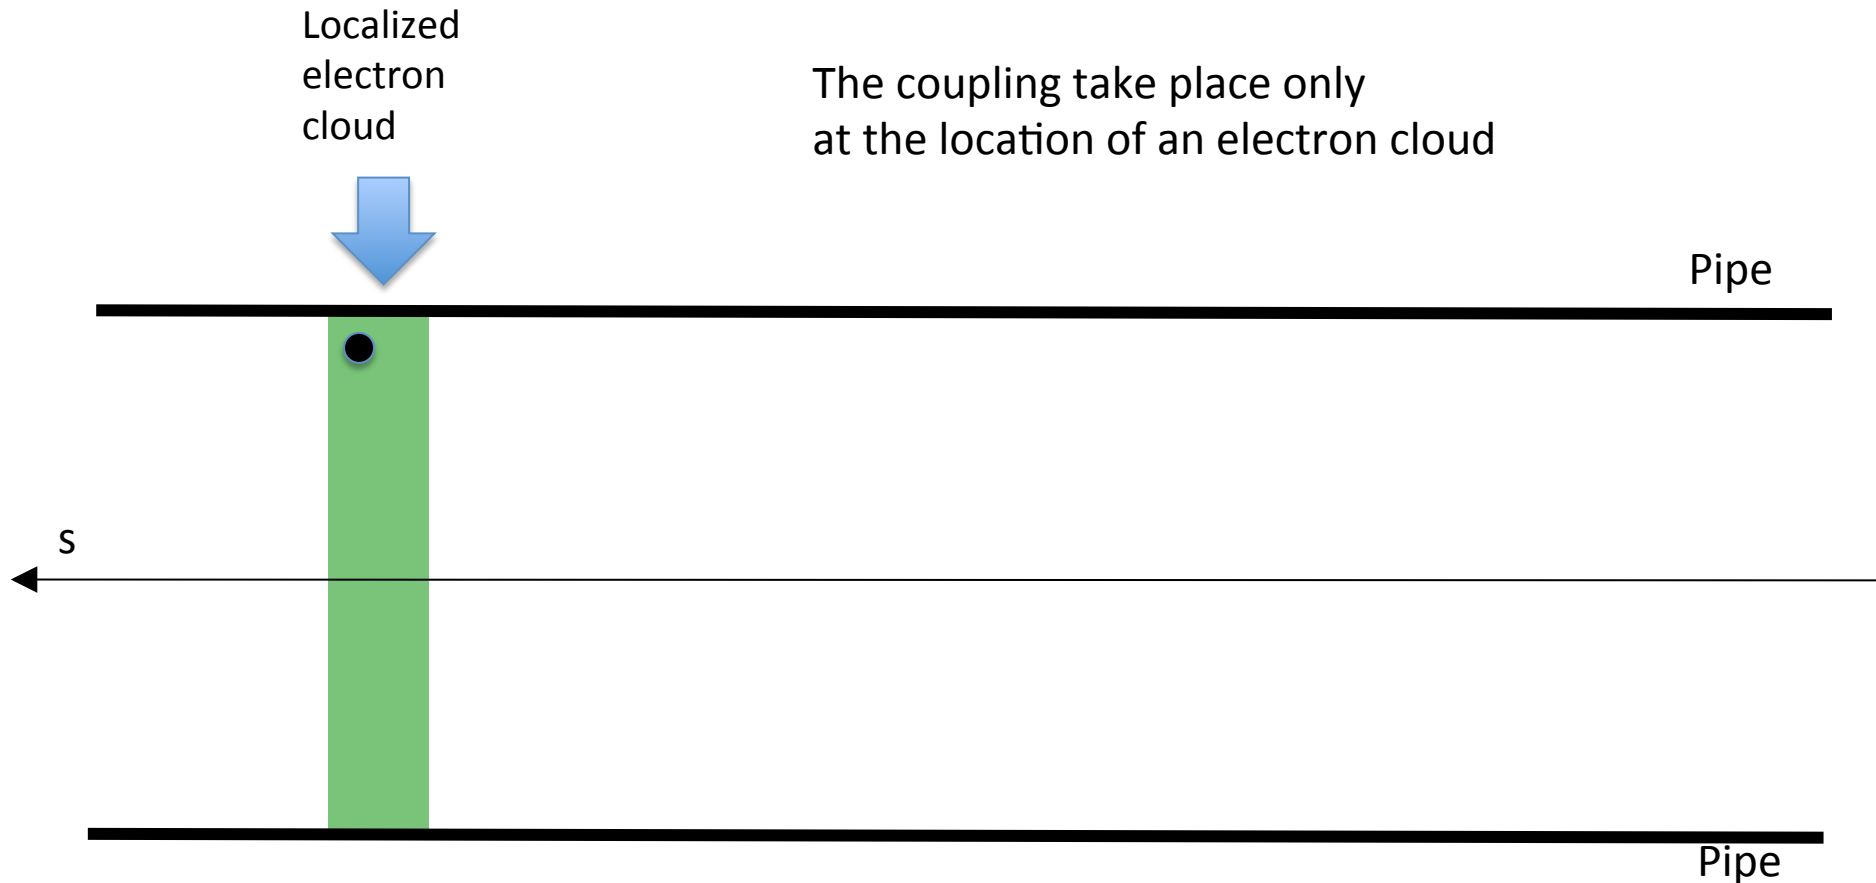 Localized
electron
cloud
The coupling take place only
at the location of an electron cloud
Pipe
s
Pipe